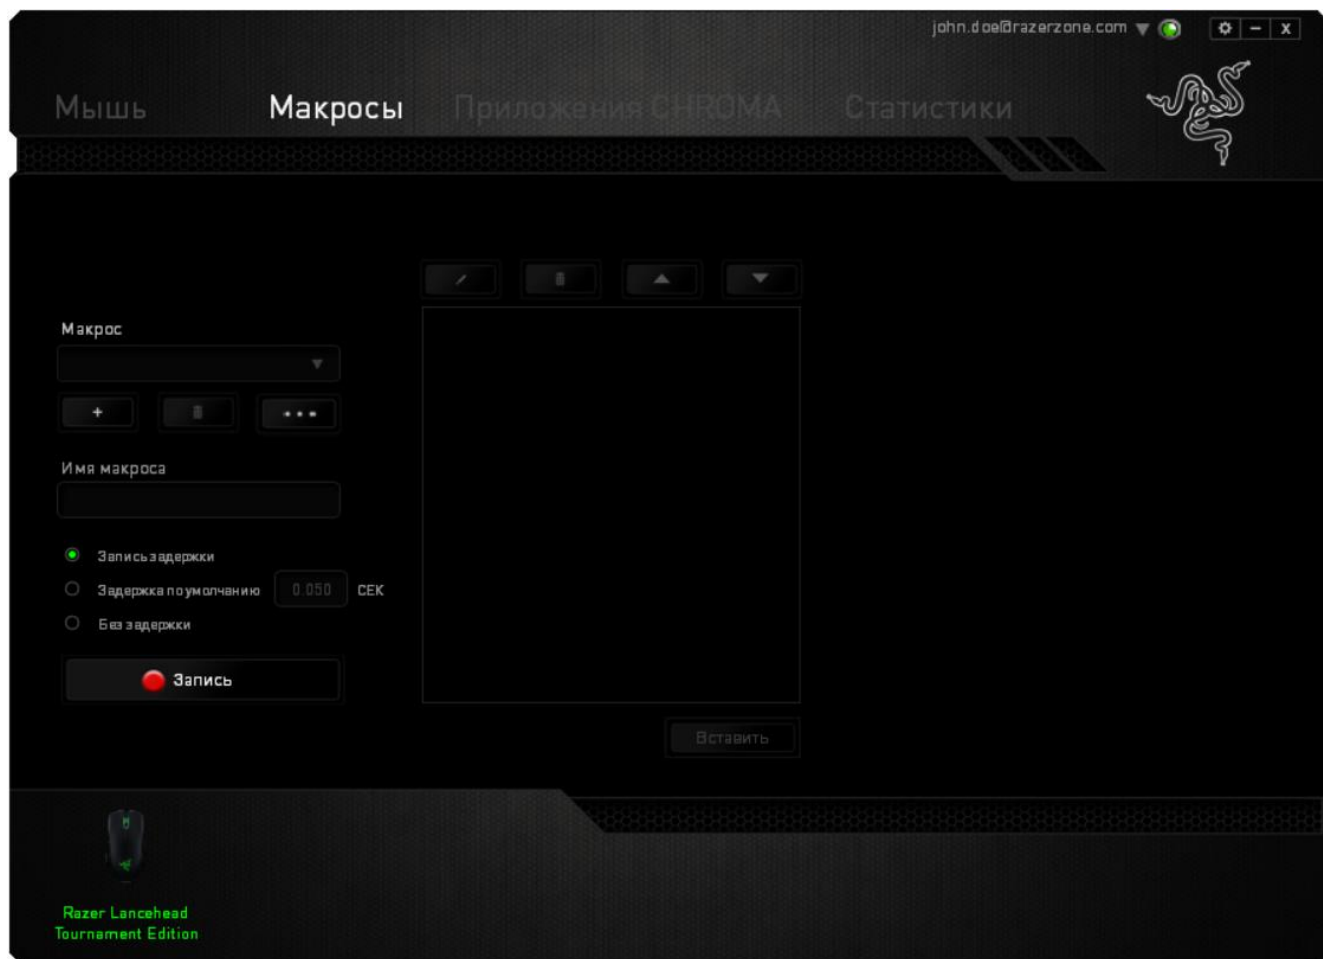 john.doe@razerzone.com
Мышь Макросы Приложения CHROMA Статистики
Макрос
Имя макроса
Запись задержки
Задержка по умолчанию 0.050 СЕК
Без задержки
Запись
Вставить
Razer Lancehead
Tournament Edition